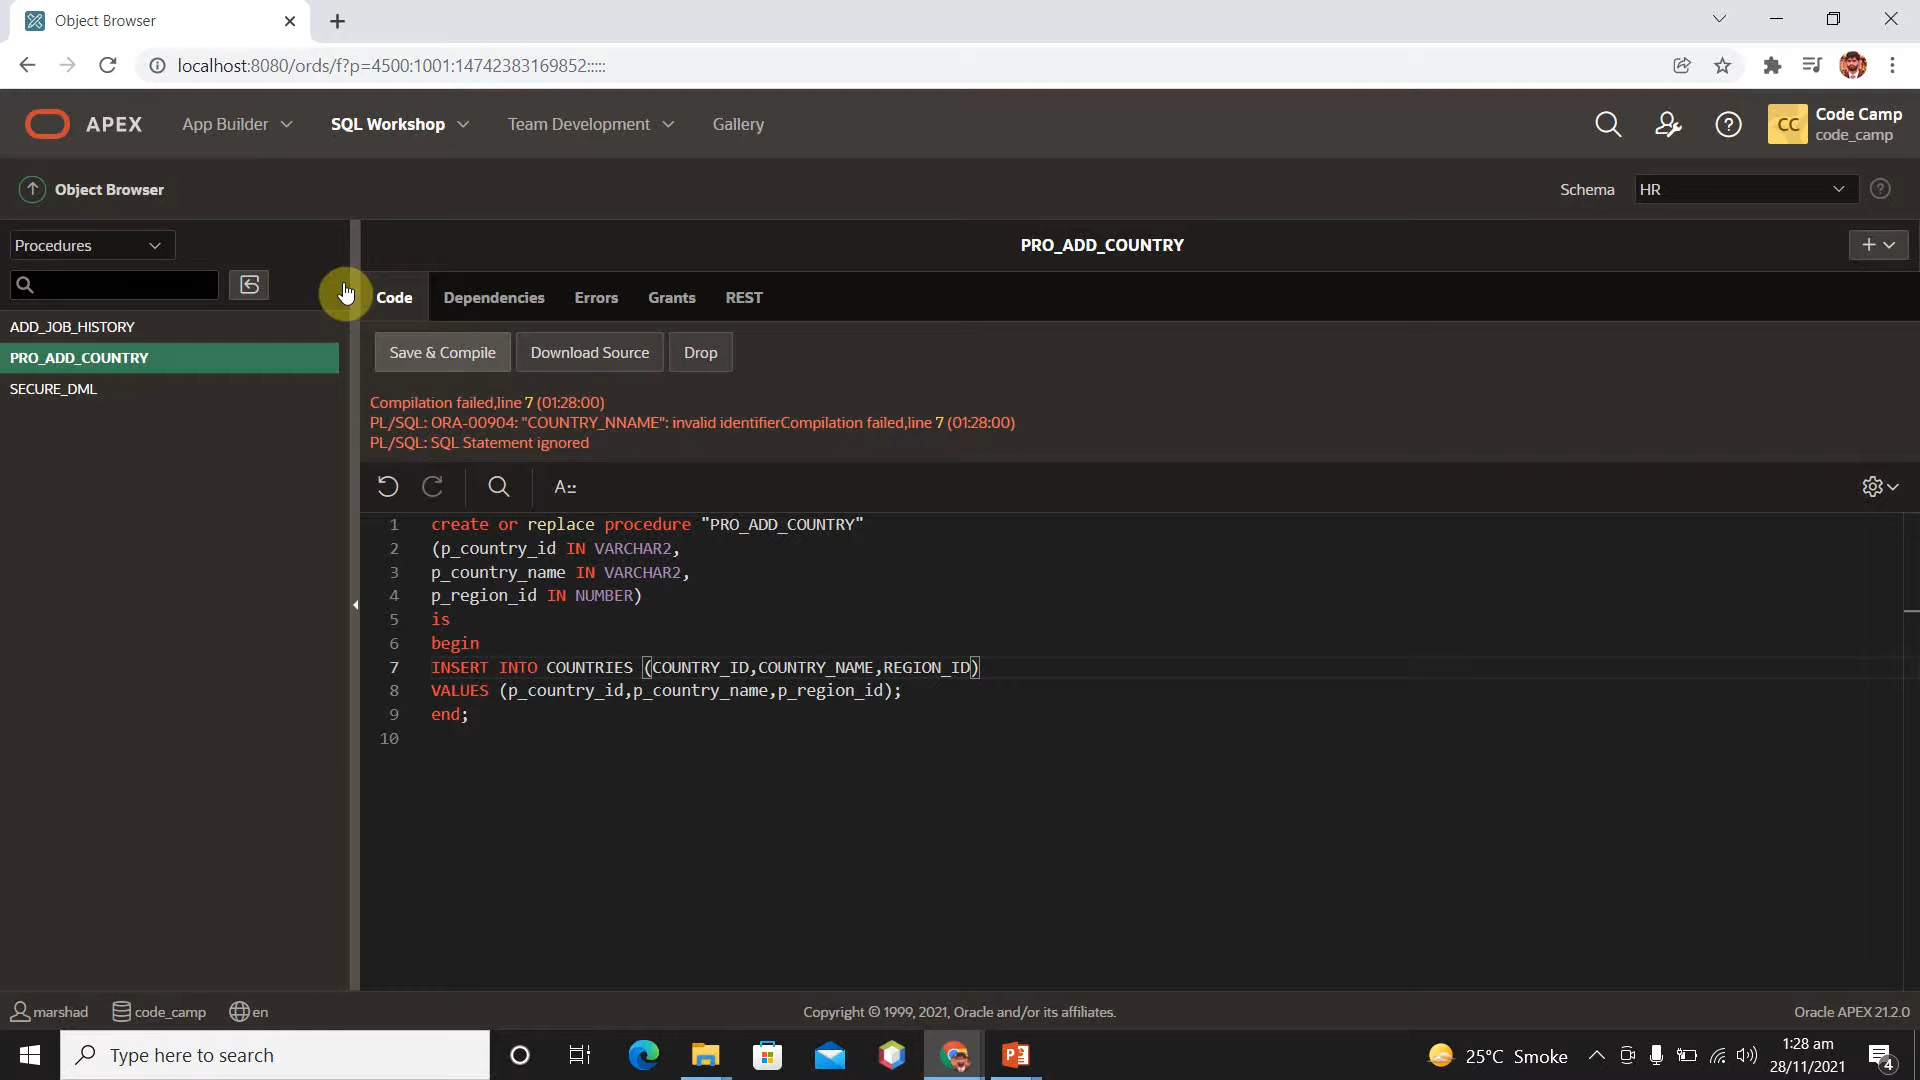 Object Browser
localhost:8080/ords/f?p=4500:1001:14742383169852:::::
APEX
App Builder
SQL Workshop
Team Development
Gallery
CC
Code Camp
code_camp
Object Browser
Schema
HR
Procedures
PRO_ADD_COUNTRY
Code
Dependencies
Errors
Grants
REST
ADD_JOB_HISTORY
PRO_ADD_COUNTRY
SECURE_DML
Save & Compile
Download Source
Drop
Compilation failed,line 7 (01:28:00)
PL/SQL: ORA-00904: "COUNTRY_NNAME": invalid identifierCompilation failed,line 7 (01:28:00)
PL/SQL: SQL Statement ignored
A::
1 create or replace procedure "PRO_ADD_COUNTRY"
2 (p_country_id IN VARCHAR2,
3 p_country_name IN VARCHAR2,
4 p_region_id IN NUMBER)
5 is
6 begin
7 INSERT INTO COUNTRIES (COUNTRY_ID,COUNTRY_NAME,REGION_ID)
8 VALUES (p_country_id,p_country_name,p_region_id);
9 end;
10
marshad
code_camp
en
Copyright © 1999, 2021, Oracle and/or its affiliates.
Oracle APEX 21.2.0
Type here to search
25°C Smoke
1:28 am
28/11/2021
4